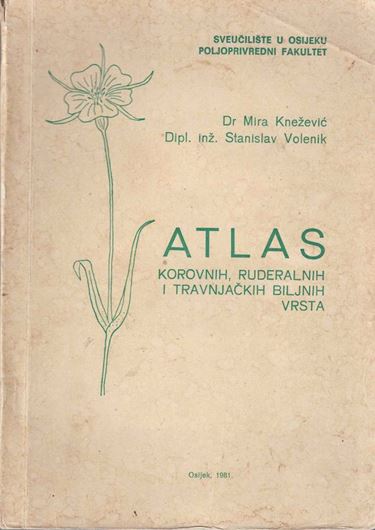 SVEUČILIŠTE U OSIJEKU
POLJOPRIVREDNI FAKULTET
Dr Mira Knežević
Dipl. inž. Stanislav Volenik
ATLAS
KOROVNIH, RUDERALNIH
I TRAVNJAČKIH BILJNIH
VRSTA
Osijek, 1981.